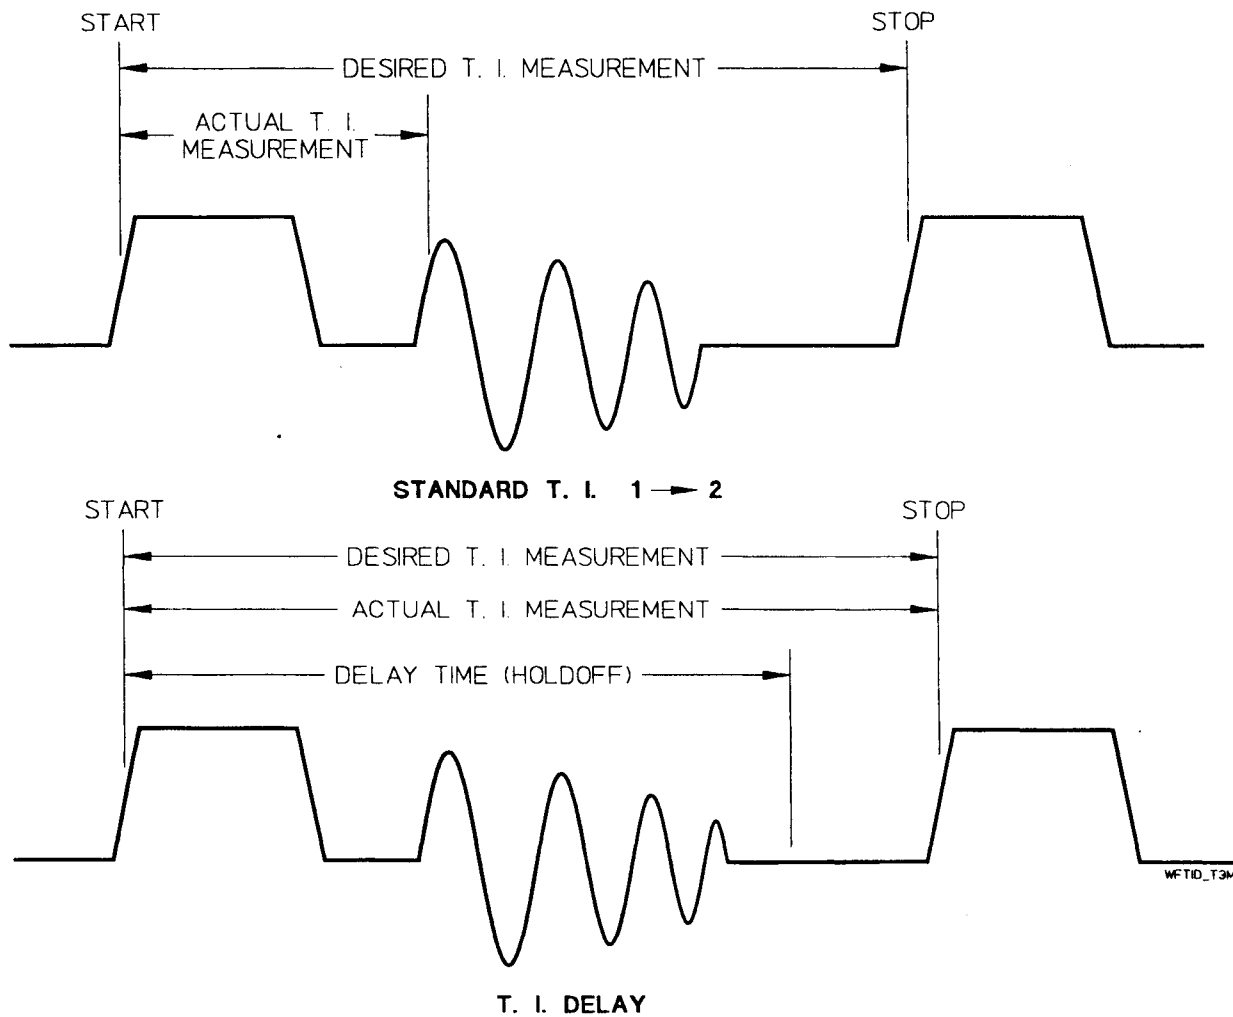 START
STOP
DESIRED T. I. MEASUREMENT
ACTUAL T. I.
MEASUREMENT
STANDARD T. I. 1 → 2
START
STOP
DESIRED T. I. MEASUREMENT
ACTUAL T. I. MEASUREMENT
DELAY TIME (HOLDOFF)
WFTID_T3M
T. I. DELAY